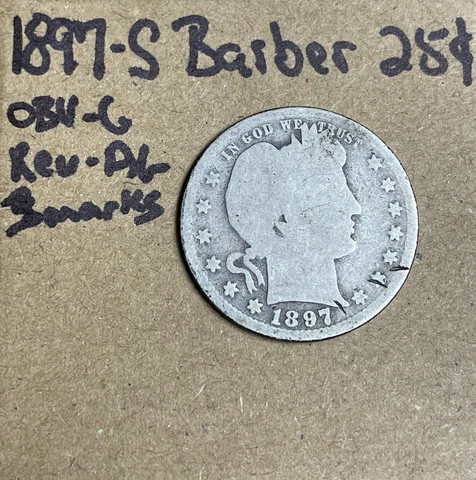 1897-S Barber 25¢
OBV-G
Rev-AG
3 marks
IN GOD WE TRUST
1897